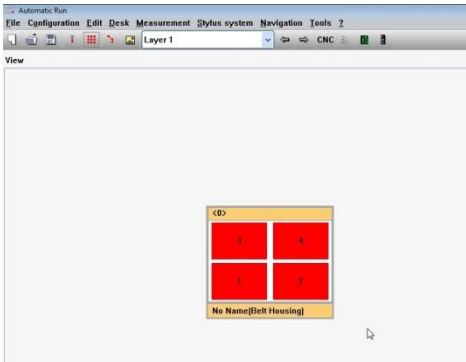 Automatic Run
File Configuration Edit Desk Measurement Stylus system Navigation Tools ?
Layer 1 CNC
View
<0>
3 4
1 2
No Name(Belt Housing)